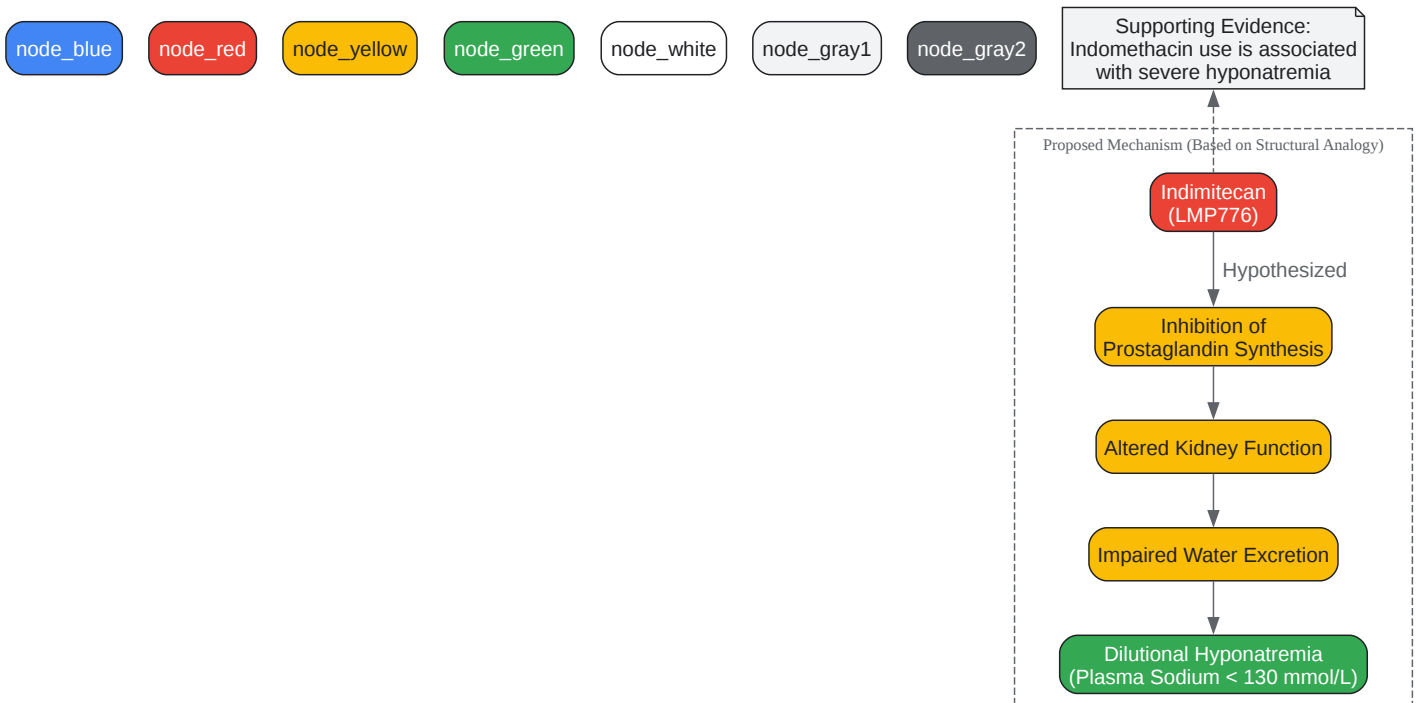 node_blue
node_red
node_yellow
node_green
node_white
node_gray1
node_gray2
Supporting Evidence:
Indomethacin use is associated
with severe hyponatremia
Proposed Mechanism (Based on Structural Analogy)
Indimitecan
(LMP776)
Hypothesized
Inhibition of
Prostaglandin Synthesis
Altered Kidney Function
Impaired Water Excretion
Dilutional Hyponatremia
(Plasma Sodium < 130 mmol/L)